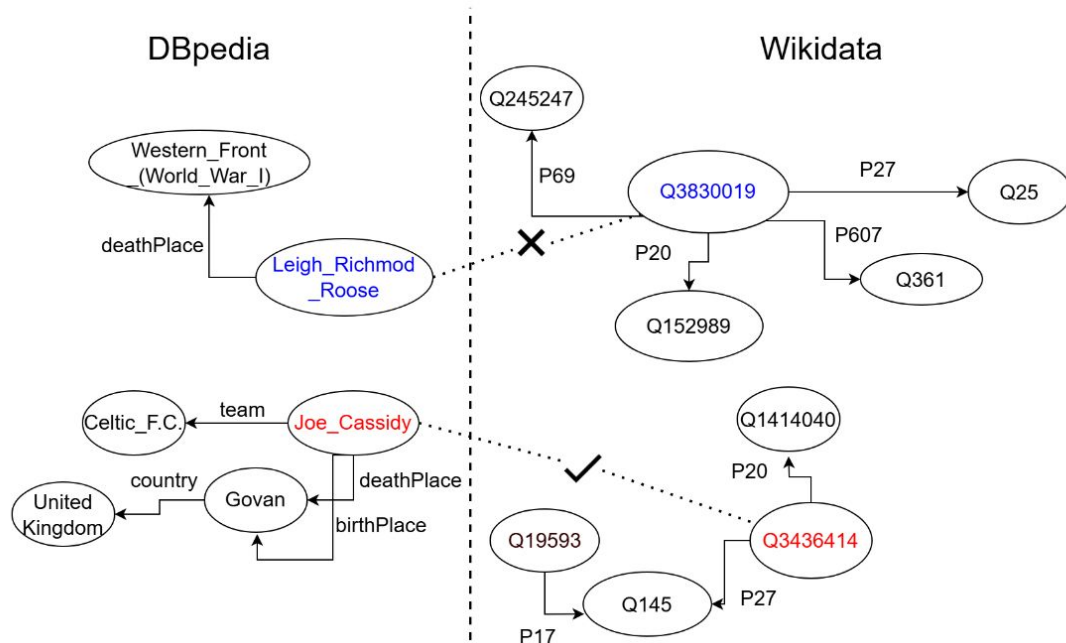 DBpedia
Wikidata
Q245247
Western_Front
_(World_War_I)
P69
Q3830019
P27
Q25
deathPlace
P607
P20
Leigh_Richmod
_Roose
Q361
Q152989
Celtic_F.C.
team
Joe_Cassidy
Q1414040
country
deathPlace
P20
United
Kingdom
Govan
birthPlace
Q19593
Q3436414
Q145
P27
P17